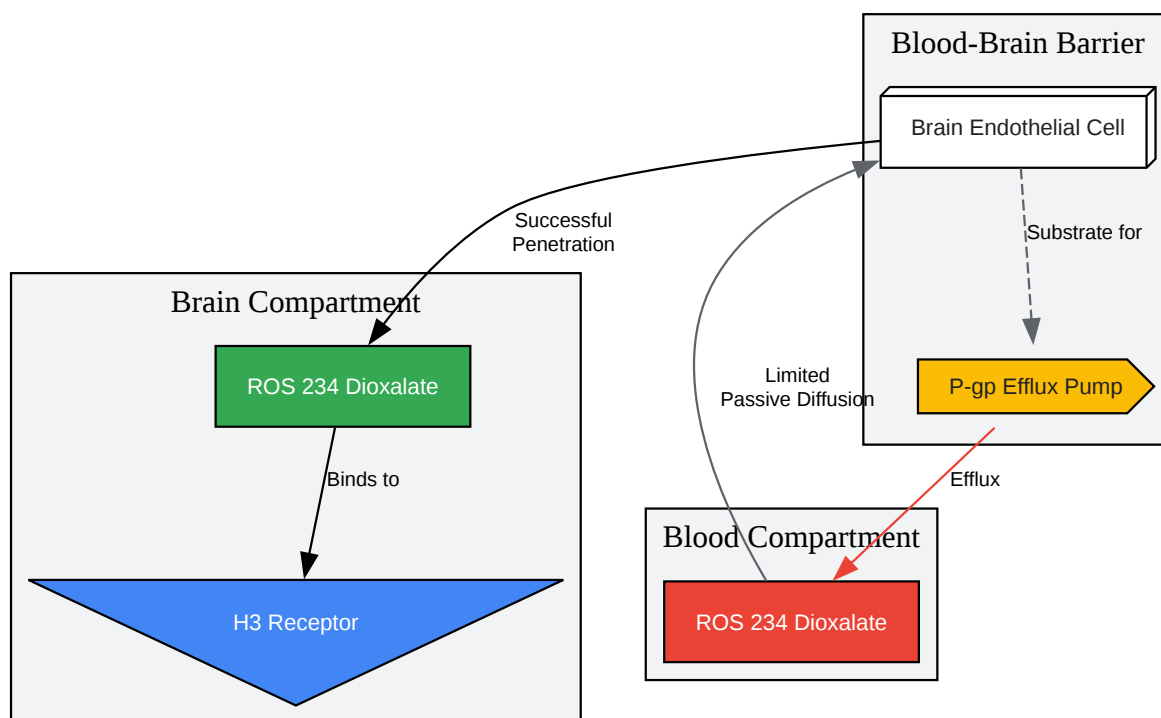 Blood-Brain Barrier
Brain Endothelial Cell
Successful
Penetration
Substrate for
Brain Compartment
ROS 234 Dioxalate
Limited
Passive Diffusion
P-gp Efflux Pump
Binds to
Efflux
Blood Compartment
H3 Receptor
ROS 234 Dioxalate